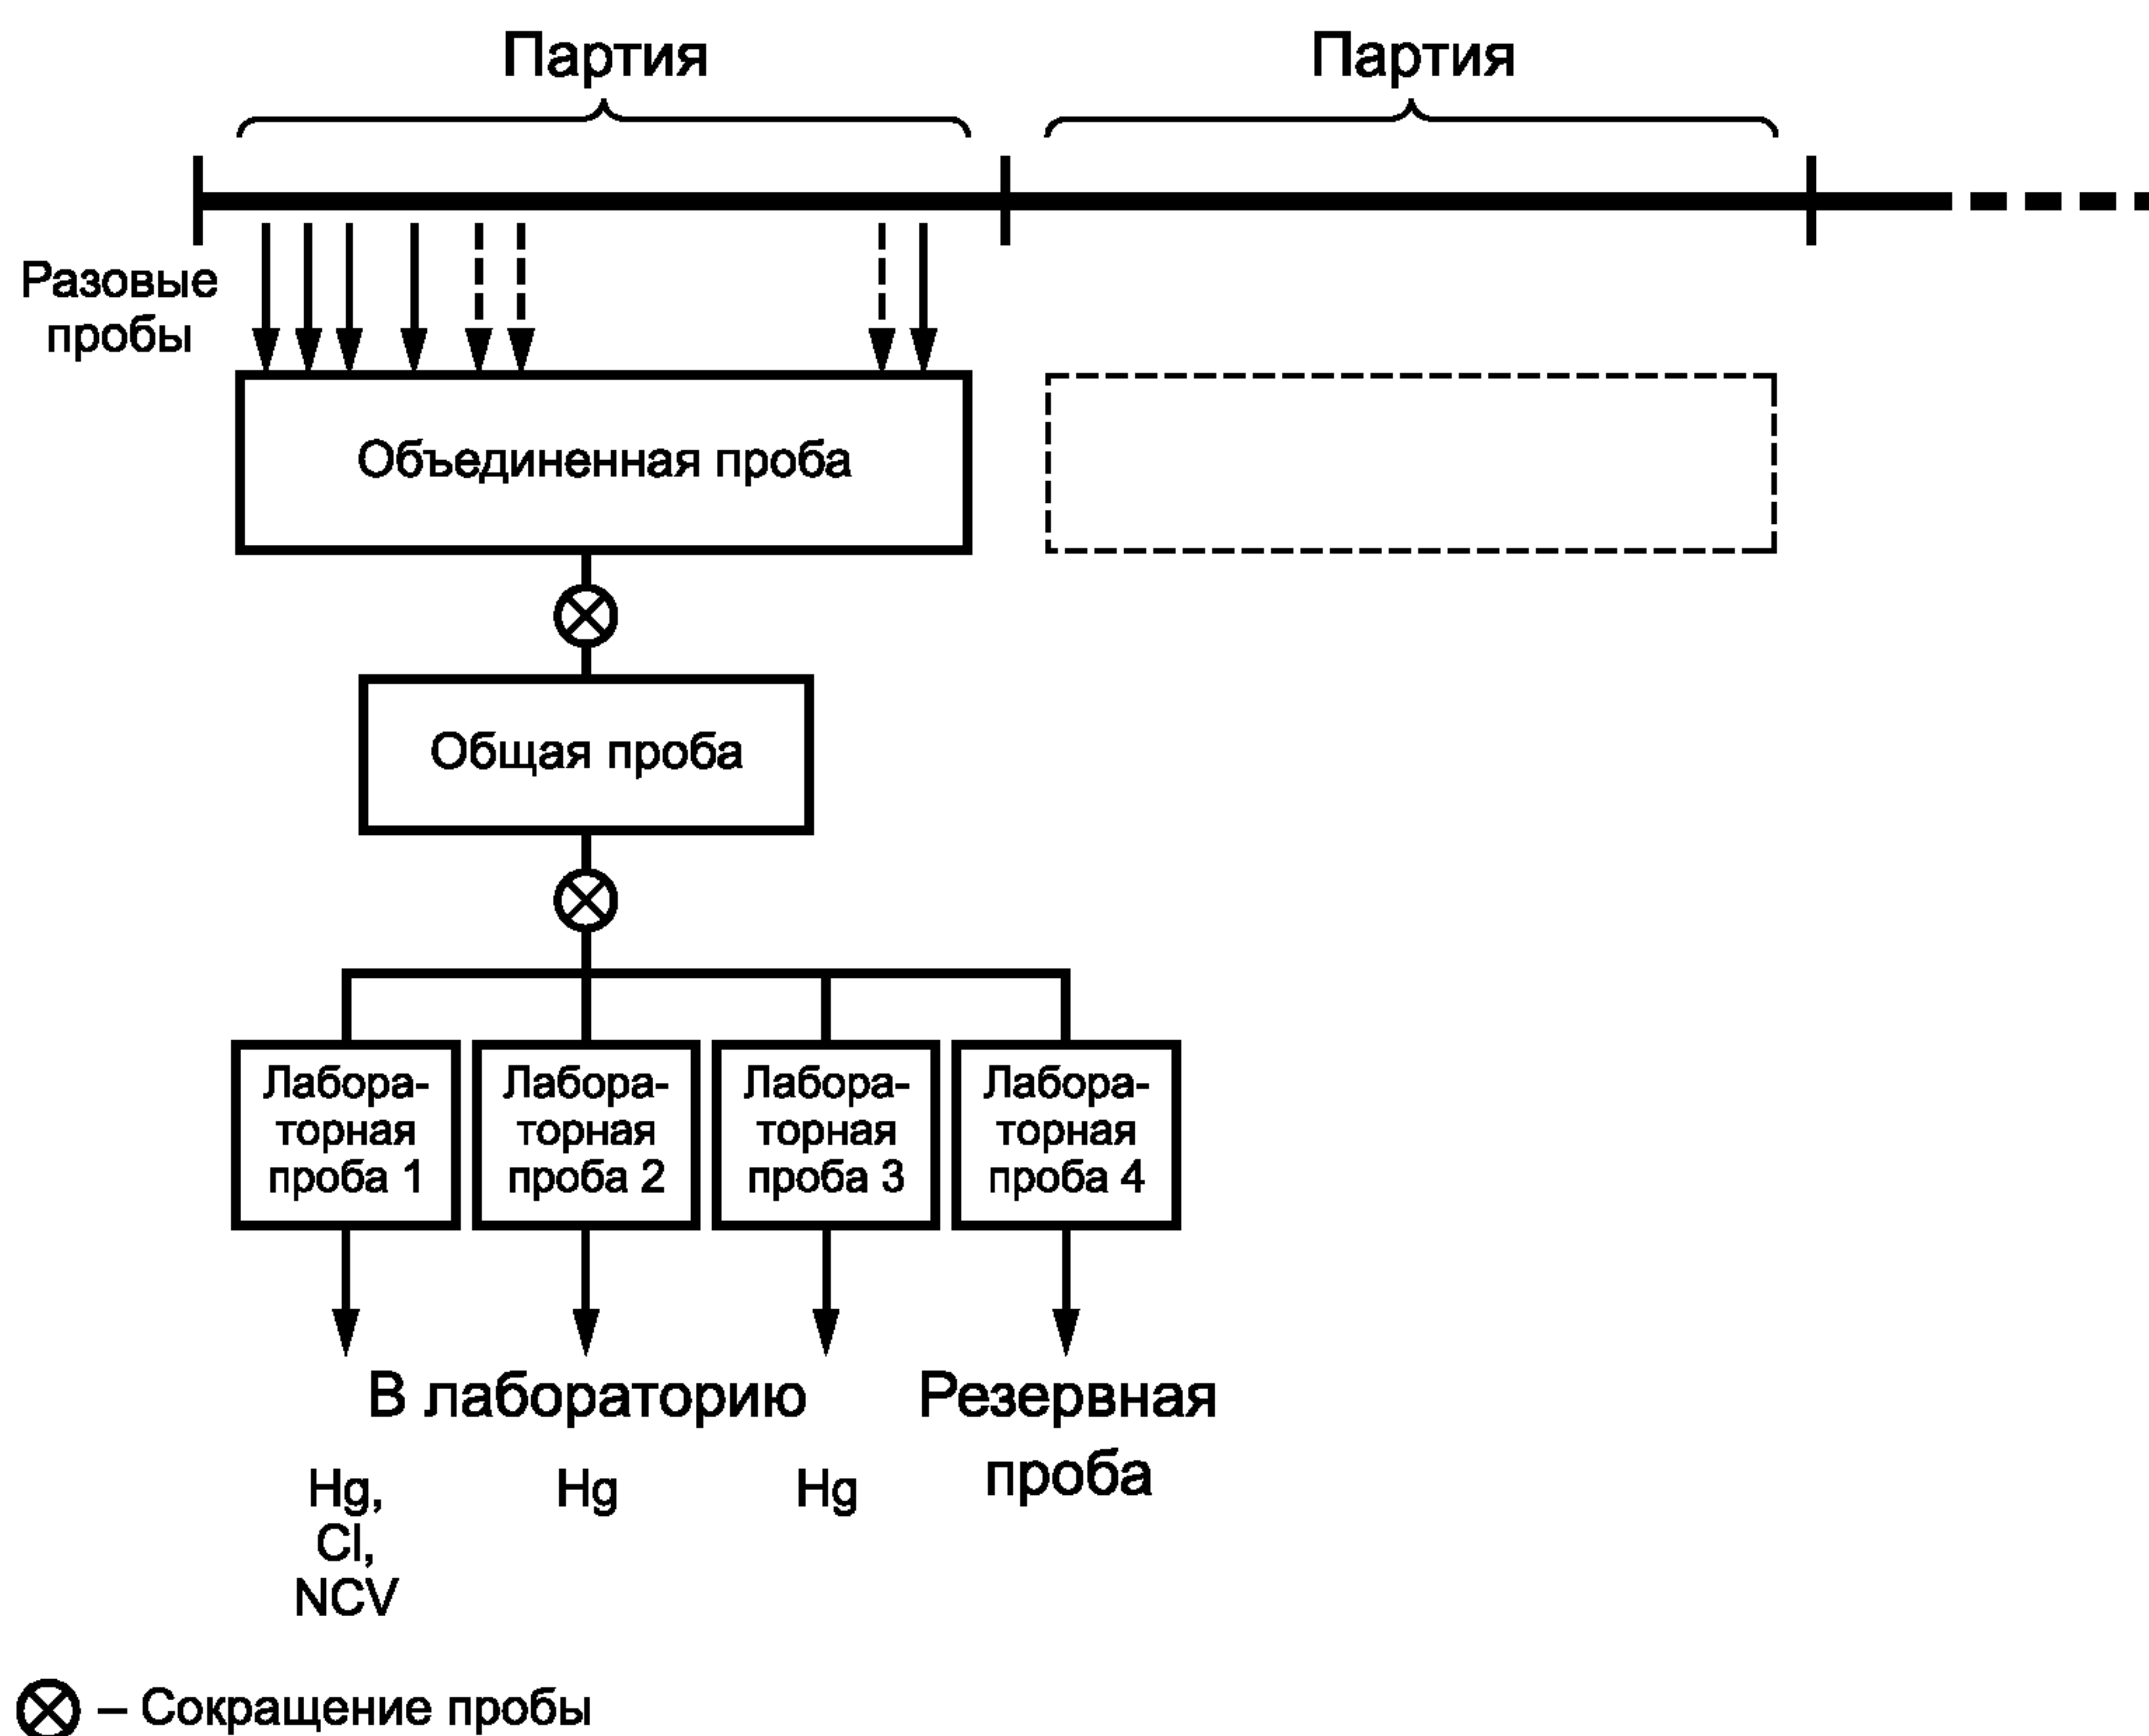 Партия
Партия
Разовые
пробы
Объединенная проба
Общая проба
Лабора-
торная
проба 1
Лабора-
торная
проба 2
Лабора-
торная
проба 3
Лабора-
торная
проба 4
В лабораторию
Резервная
проба
Hg,
Cl,
NCV
Hg
Hg
– Сокращение пробы